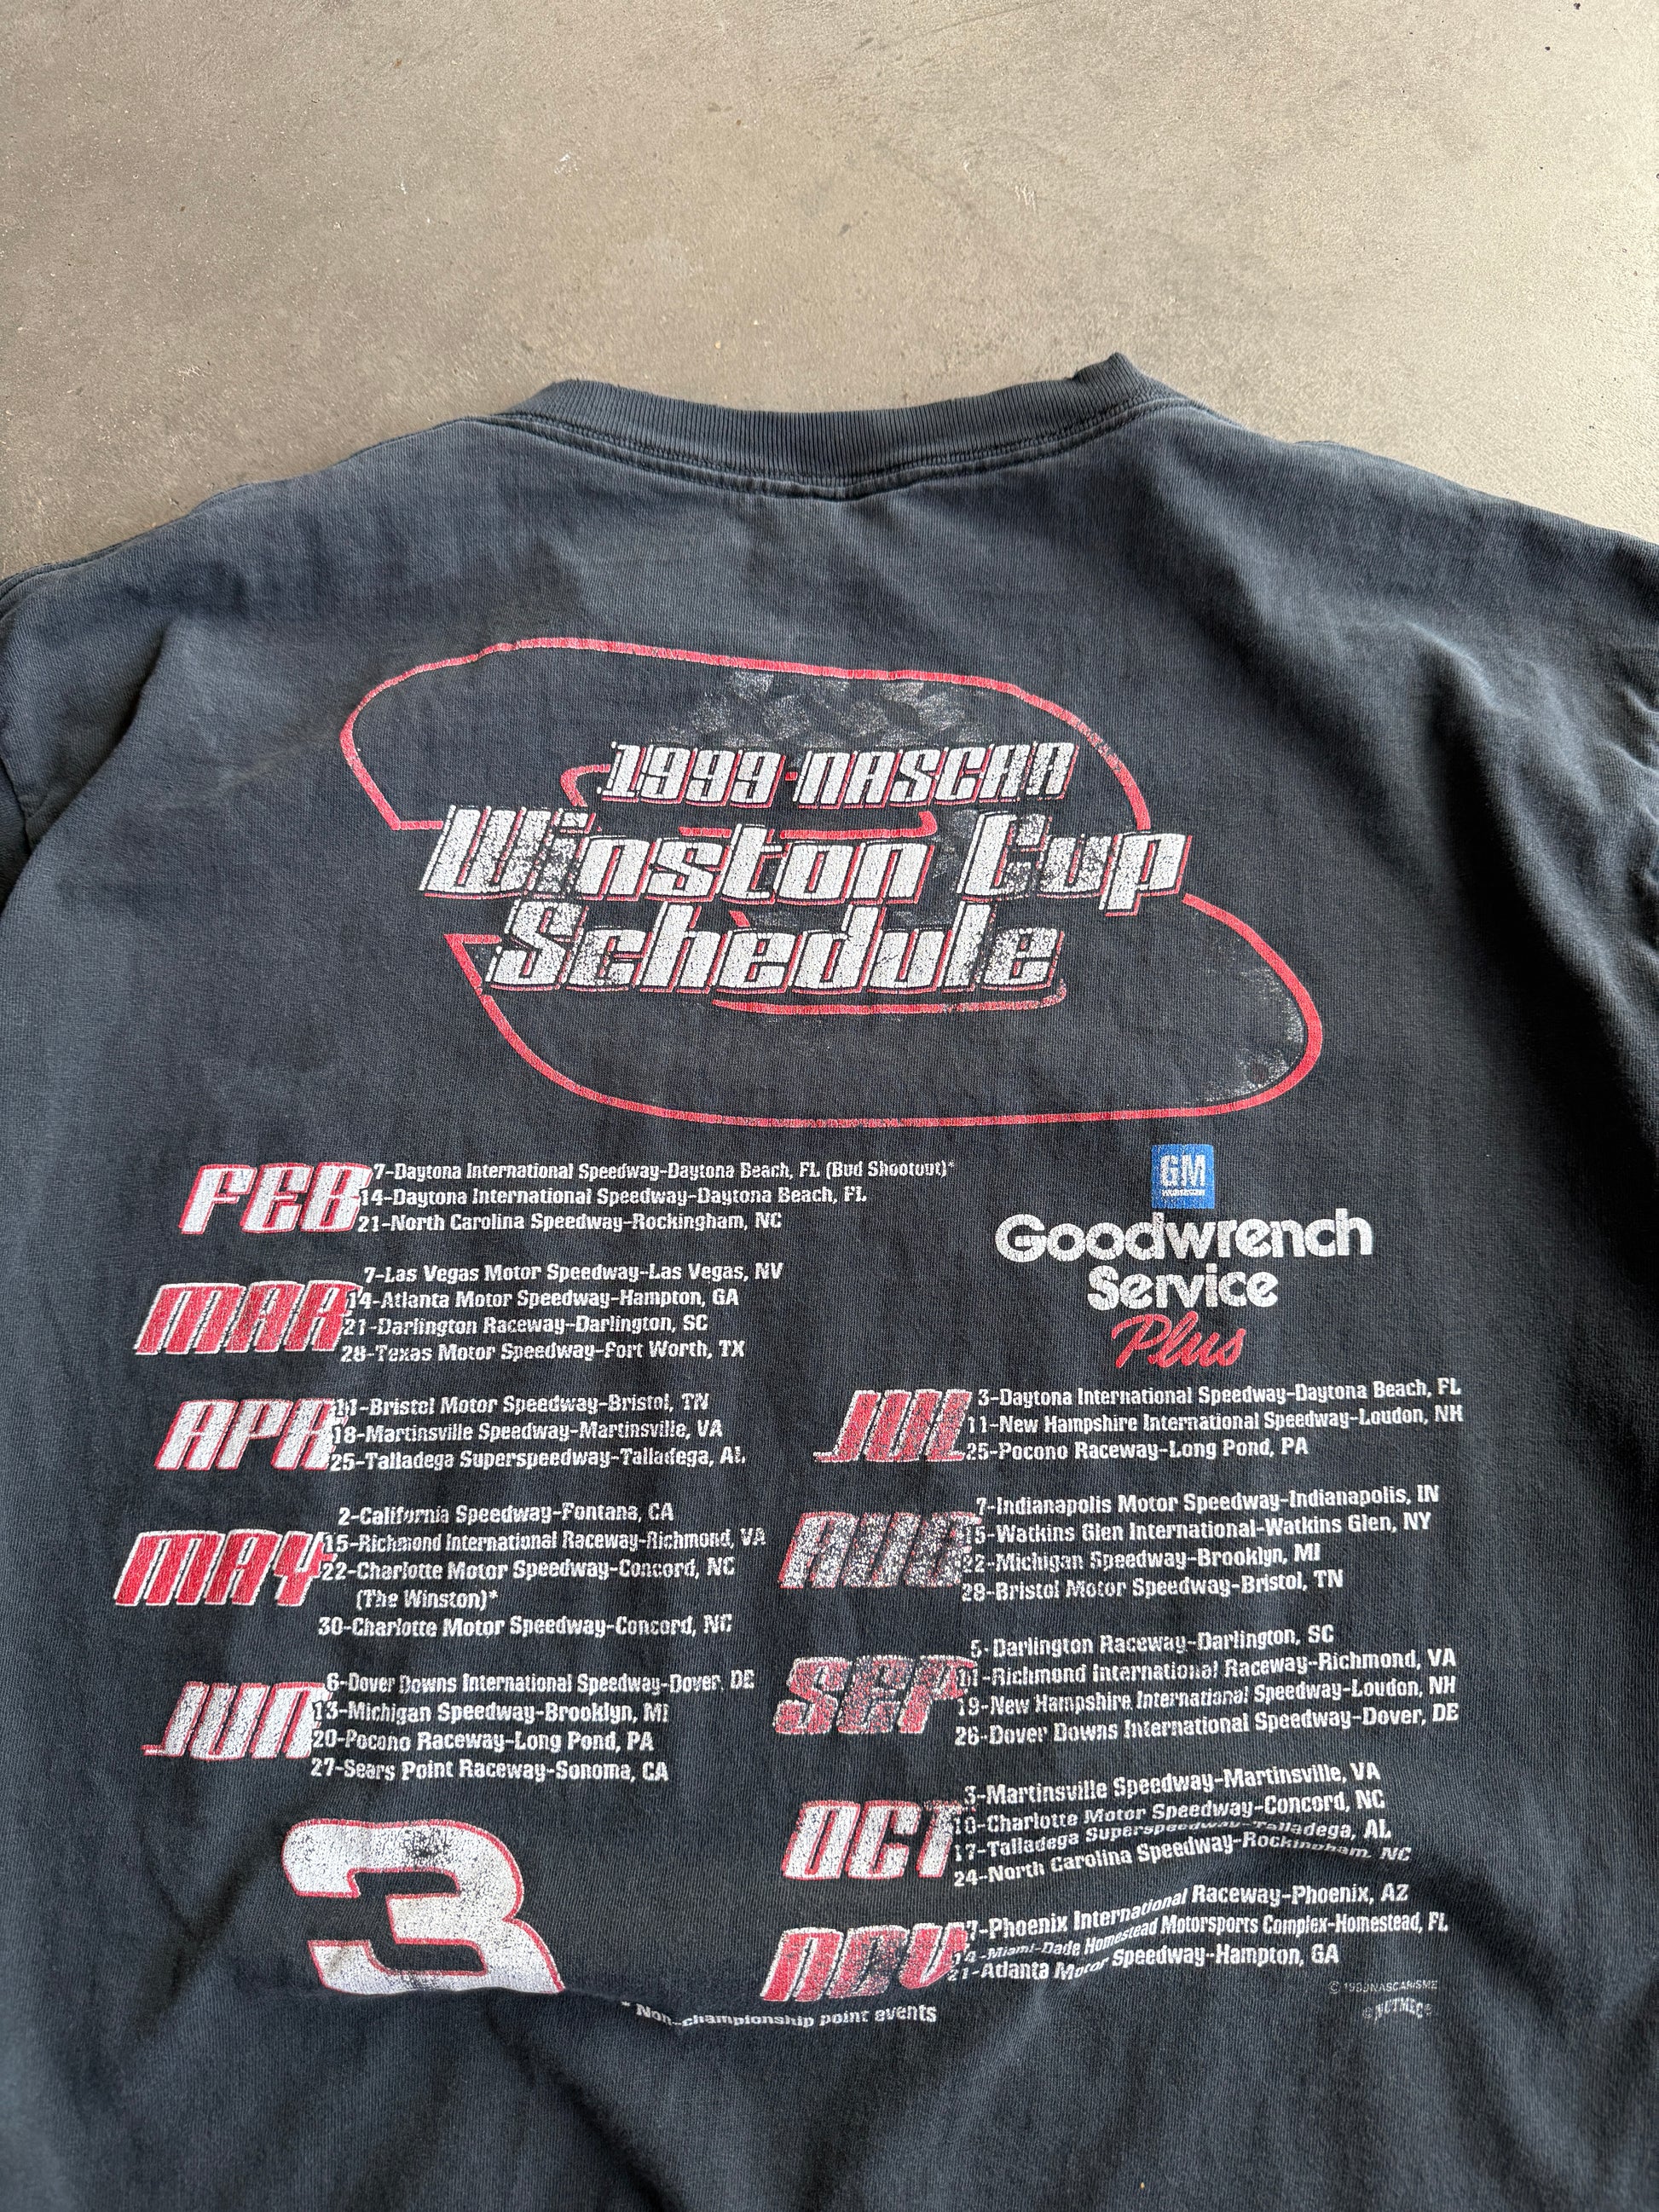 1999 NASCAR
Winston Cup
Schedule
FEB
7-Daytona International Speedway-Daytona Beach, FL (Bud Shootout)*
14-Daytona International Speedway-Daytona Beach, FL
21-North Carolina Speedway-Rockingham, NC
MAR
7-Las Vegas Motor Speedway-Las Vegas, NV
14-Atlanta Motor Speedway-Hampton, GA
21-Darlington Raceway-Darlington, SC
28-Texas Motor Speedway-Fort Worth, TX
APR
11-Bristol Motor Speedway-Bristol, TN
18-Martinsville Speedway-Martinsville, VA
25-Talladega Superspeedway-Talladega, AL
MAY
2-California Speedway-Fontana, CA
15-Richmond International Raceway-Richmond, VA
22-Charlotte Motor Speedway-Concord, NC
(The Winston)*
30-Charlotte Motor Speedway-Concord, NC
JUN
6-Dover Downs International Speedway-Dover, DE
13-Michigan Speedway-Brooklyn, MI
20-Pocono Raceway-Long Pond, PA
27-Sears Point Raceway-Sonoma, CA
3
GM
Goodwrench
Service
Plus
JUL
3-Daytona International Speedway-Daytona Beach, FL
11-New Hampshire International Speedway-Loudon, NH
25-Pocono Raceway-Long Pond, PA
AUG
7-Indianapolis Motor Speedway-Indianapolis, IN
15-Watkins Glen International-Watkins Glen, NY
22-Michigan Speedway-Brooklyn, MI
28-Bristol Motor Speedway-Bristol, TN
SEP
5-Darlington Raceway-Darlington, SC
11-Richmond International Raceway-Richmond, VA
19-New Hampshire International Speedway-Loudon, NH
26-Dover Downs International Speedway-Dover, DE
OCT
3-Martinsville Speedway-Martinsville, VA
10-Charlotte Motor Speedway-Concord, NC
17-Talladega Superspeedway-Talladega, AL
24-North Carolina Speedway-Rockingham, NC
NOV
7-Phoenix International Raceway-Phoenix, AZ
14-Miami-Dade Homestead Motorsports Complex-Homestead, FL
21-Atlanta Motor Speedway-Hampton, GA
* Non-championship point events